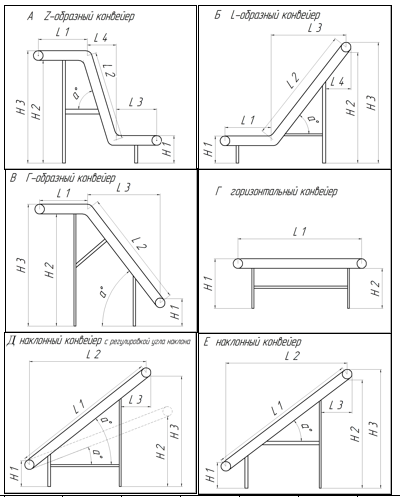 А Z-образный конвейер
L 1
L 4
L 2
L 3
H 3
H 2
a°
H 1
Б L-образный конвейер
L 3
L 2
L 4
L 1
a°
H 1
H 2
H 3
В Г-образный конвейер
L 1
L 3
L 2
H 3
H 2
a°
H 1
Г горизонтальный конвейер
L 1
H 1
H 2
Д наклонный конвейер с регулировкой угла наклона
L 2
L 1
L 3
a°
a°
H 1
H 2
H 3
Е наклонный конвейер
L 2
L 1
L 3
a°
H 1
H 2
H 3